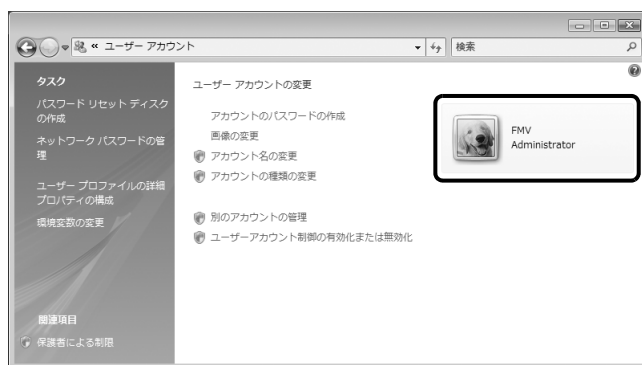 « ユーザー アカウント
検索
タスク
パスワード リセット ディスク
の作成
ネットワーク パスワードの管
理
ユーザー プロファイルの詳細
プロパティの構成
環境変数の変更
関連項目
保護者による制限
ユーザー アカウントの変更
アカウントのパスワードの作成
画像の変更
アカウント名の変更
アカウントの種類の変更
別のアカウントの管理
ユーザーアカウント制御の有効化または無効化
FMV
Administrator